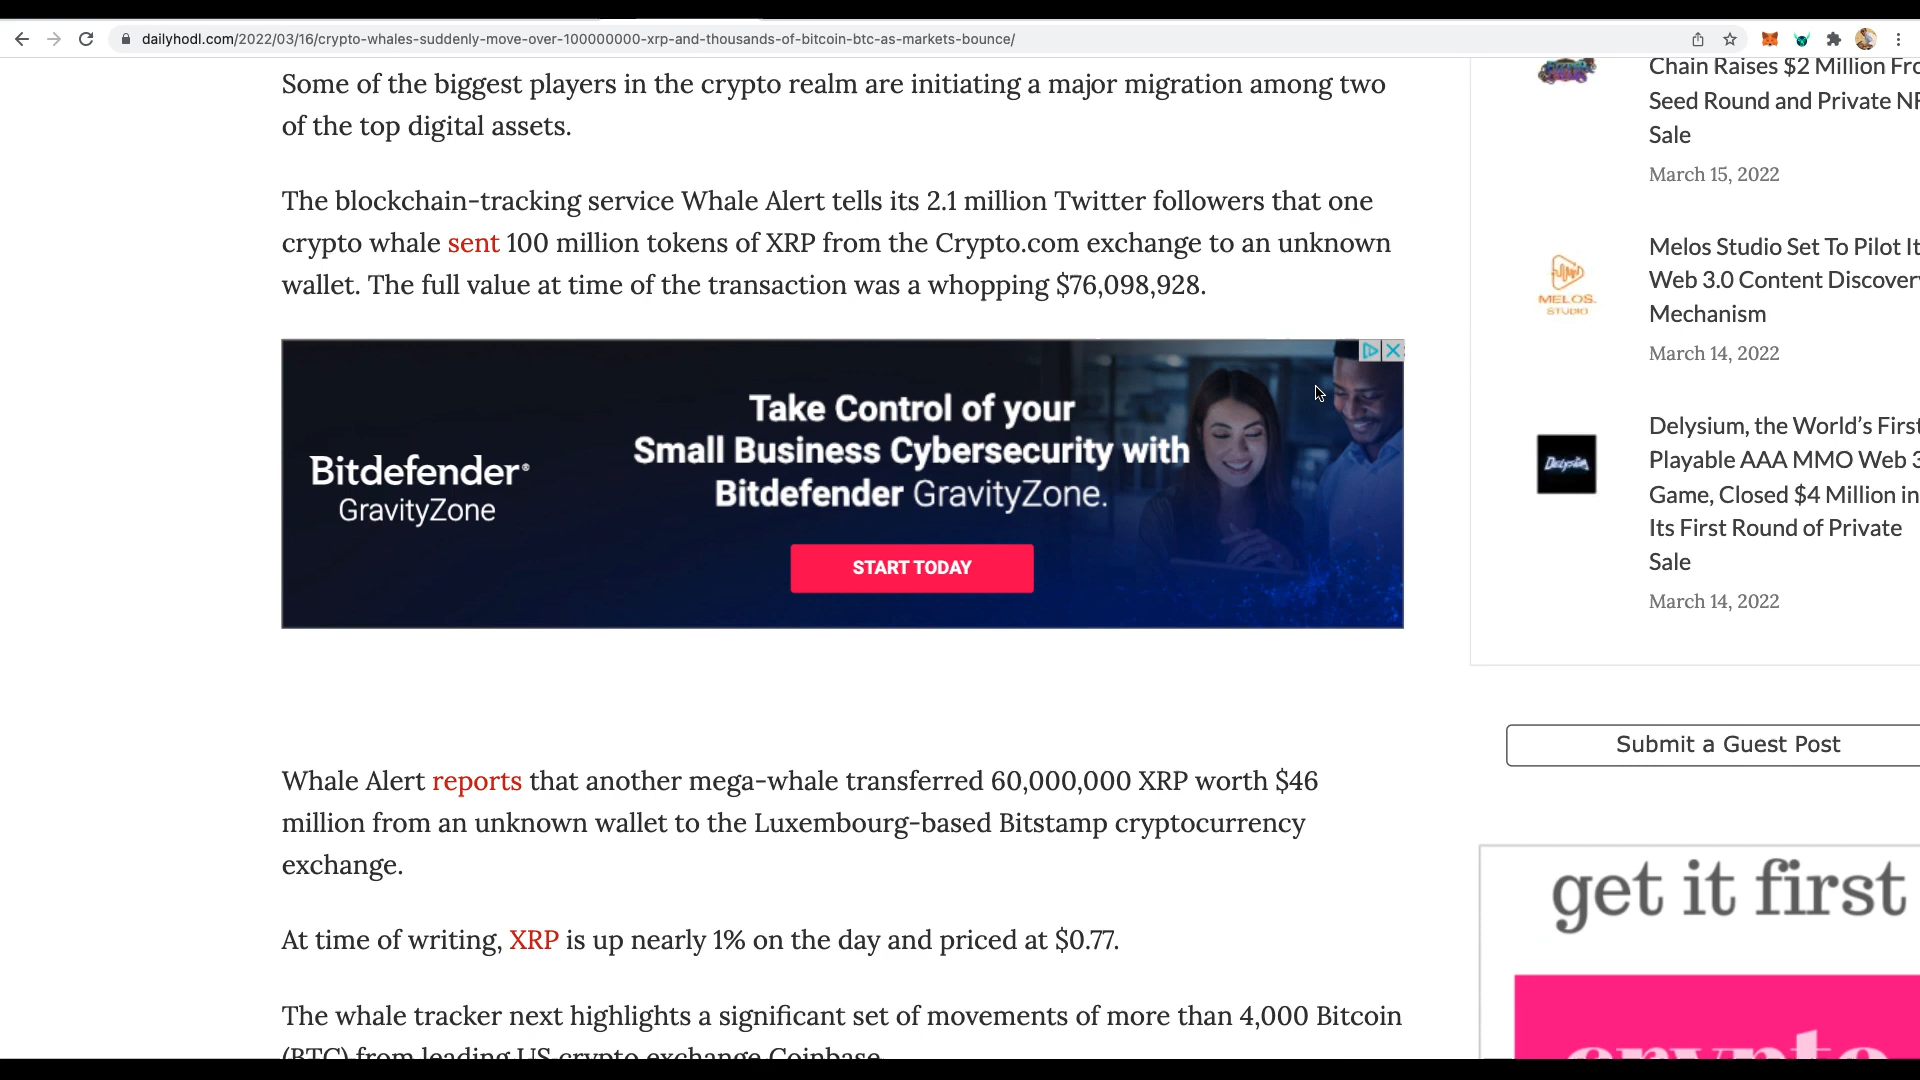 dailyhodl.com/2022/03/16/crypto-whales-suddenly-move-over-100000000-xrp-and-thousands-of-bitcoin-btc-as-markets-bounce/
Some of the biggest players in the crypto realm are initiating a major migration among two
of the top digital assets.
The blockchain-tracking service Whale Alert tells its 2.1 million Twitter followers that one
crypto whale sent 100 million tokens of XRP from the Crypto.com exchange to an unknown
wallet. The full value at time of the transaction was a whopping $76,098,928.
Bitdefender
GravityZone
Take Control of your
Small Business Cybersecurity with
Bitdefender GravityZone.
START TODAY
Whale Alert reports that another mega-whale transferred 60,000,000 XRP worth $46
million from an unknown wallet to the Luxembourg-based Bitstamp cryptocurrency
exchange.
At time of writing, XRP is up nearly 1% on the day and priced at $0.77.
The whale tracker next highlights a significant set of movements of more than 4,000 Bitcoin
(BTC) from leading US crypto exchange Coinbase
Chain Raises $2 Million Fro
Seed Round and Private NF
Sale
March 15, 2022
MELOS
STUDIO
Melos Studio Set To Pilot It
Web 3.0 Content Discover
Mechanism
March 14, 2022
Delysium
Delysium, the World's First
Playable AAA MMO Web 3
Game, Closed $4 Million in
Its First Round of Private
Sale
March 14, 2022
Submit a Guest Post
get it first
crypto